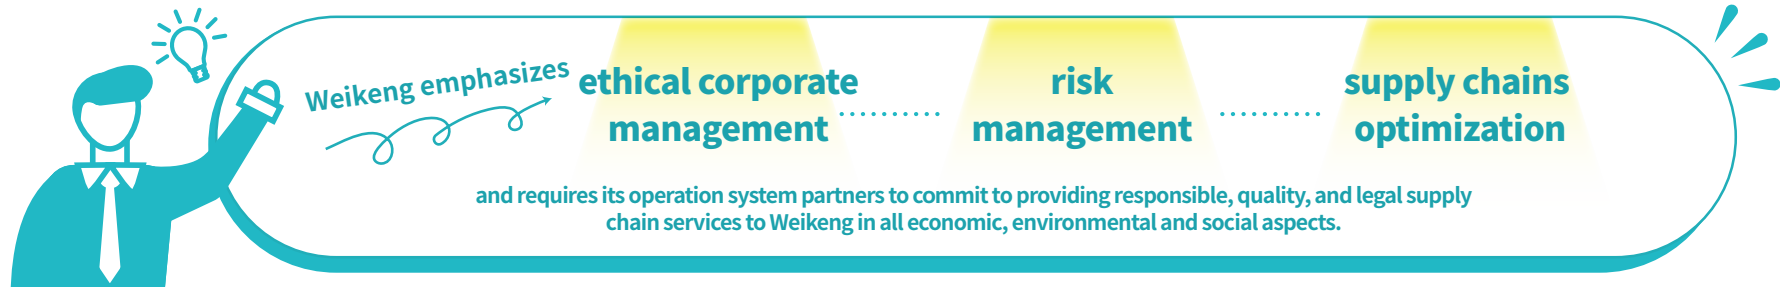 Weikeng emphasizes
ethical corporate
management
risk
management
supply chains
optimization
and requires its operation system partners to commit to providing responsible, quality, and legal supply
chain services to Weikeng in all economic, environmental and social aspects.